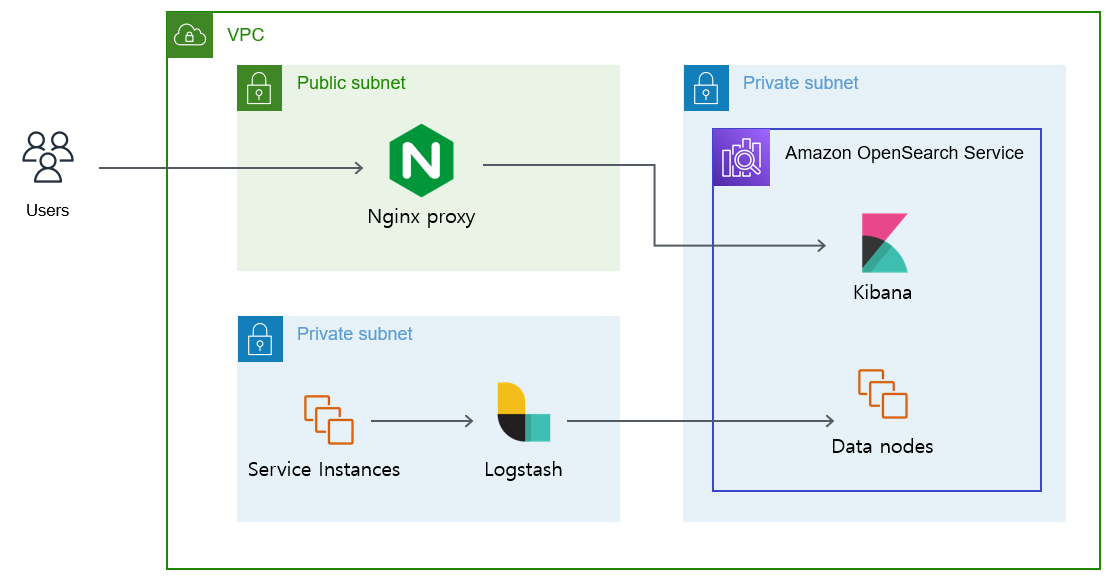 VPC
Public subnet
Private subnet
Amazon OpenSearch Service
Users
Nginx proxy
Kibana
Private subnet
Service Instances
Logstash
Data nodes